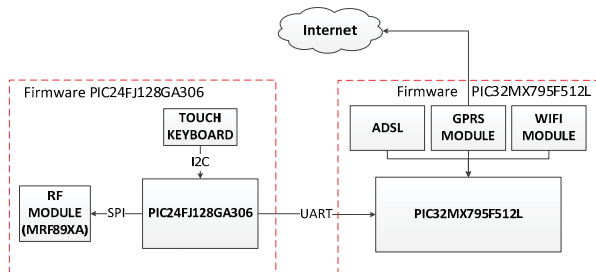 Internet
Firmware PIC24FJ128GA306
Firmware PIC32MX795F512L
TOUCH
KEYBOARD
ADSL
GPRS
MODULE
WIFI
MODULE
I2C
RF
MODULE
(MRF89XA)
SPI
PIC24FJ128GA306
UART
PIC32MX795F512L